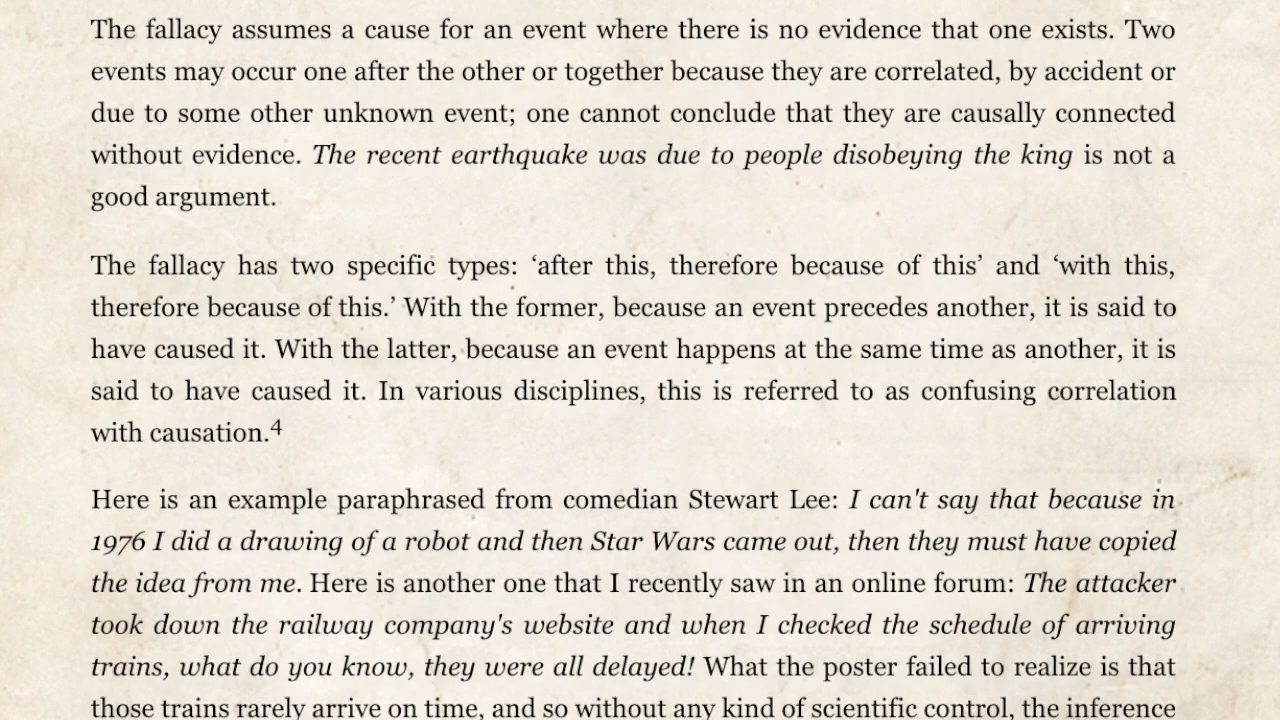 The fallacy assumes a cause for an event where there is no evidence that one exists. Two
events may occur one after the other or together because they are correlated, by accident or
due to some other unknown event; one cannot conclude that they are causally connected
without evidence. The recent earthquake was due to people disobeying the king is not a
good argument.
The fallacy has two specific types: ‘after this, therefore because of this’ and ‘with this,
therefore because of this.’ With the former, because an event precedes another, it is said to
have caused it. With the latter, because an event happens at the same time as another, it is
said to have caused it. In various disciplines, this is referred to as confusing correlation
with causation.4
Here is an example paraphrased from comedian Stewart Lee: I can't say that because in
1976 I did a drawing of a robot and then Star Wars came out, then they must have copied
the idea from me. Here is another one that I recently saw in an online forum: The attacker
took down the railway company's website and when I checked the schedule of arriving
trains, what do you know, they were all delayed! What the poster failed to realize is that
those trains rarely arrive on time, and so without any kind of scientific control, the inference